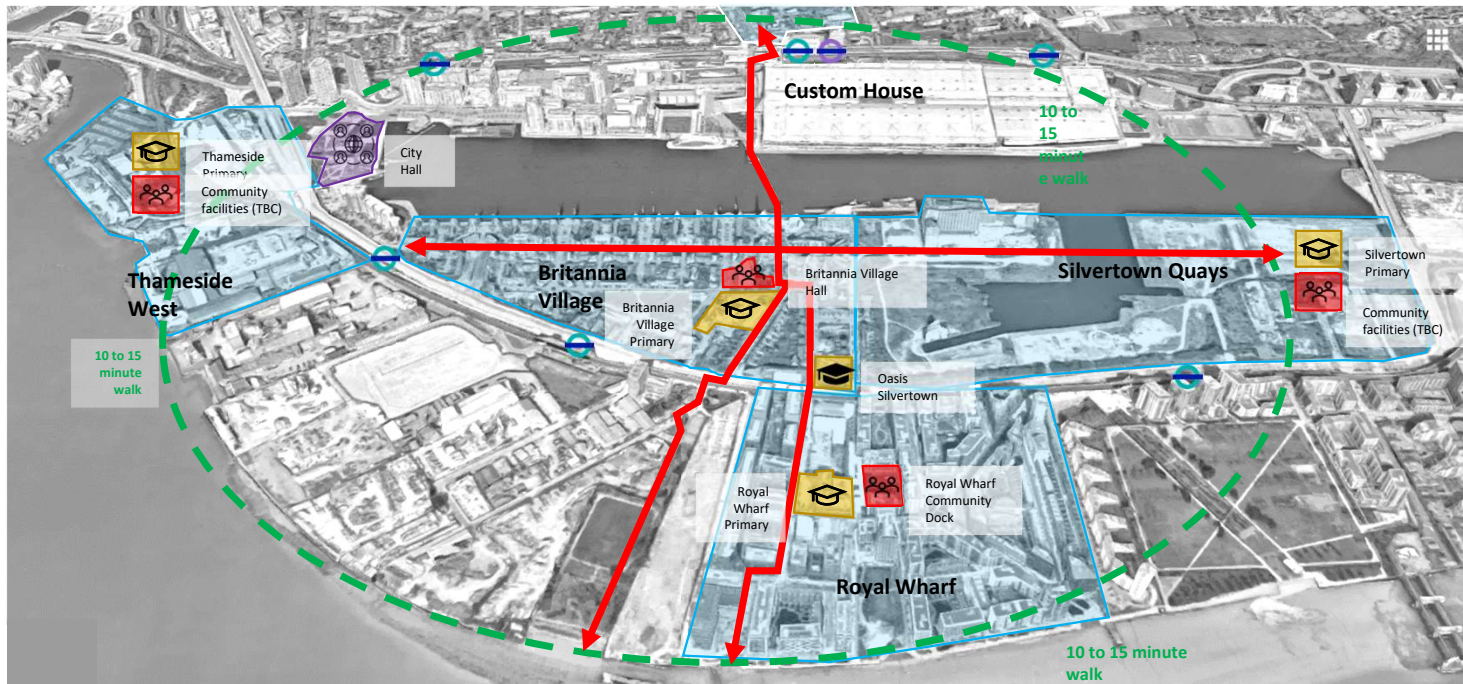 Custom House
10 to
15
minut
e walk
Thameside
Primary
Community
facilities (TBC)
City
Hall
Thameside
West
Britannia
Village
Britannia Village
Hall
Silvertown Quays
Silvertown
Primary
Community
facilities (TBC)
Britannia
Village
Primary
10 to 15
minute
walk
Oasis
Silvertown
Royal
Wharf
Primary
Royal Wharf
Community
Dock
Royal Wharf
10 to 15 minute
walk